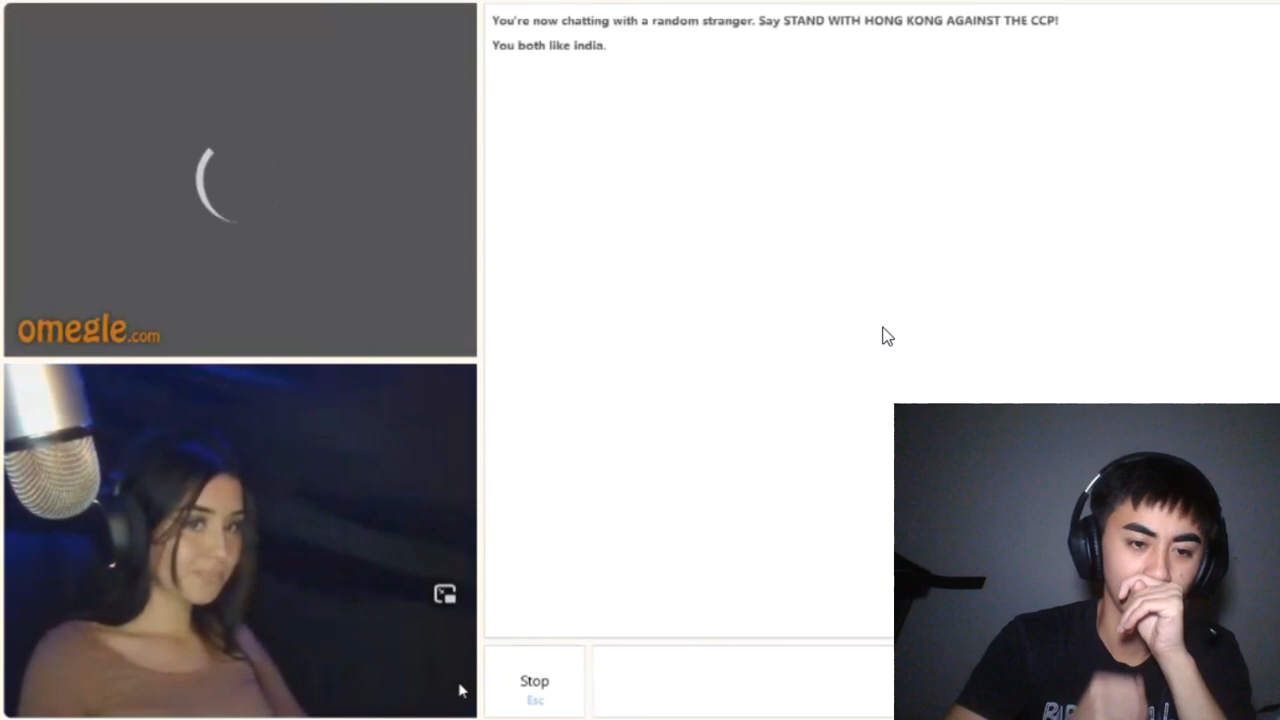 You're now chatting with a random stranger. Say STAND WITH HONG KONG AGAINST THE CCP!
You both like india.
omegle.com
Stop
Esc